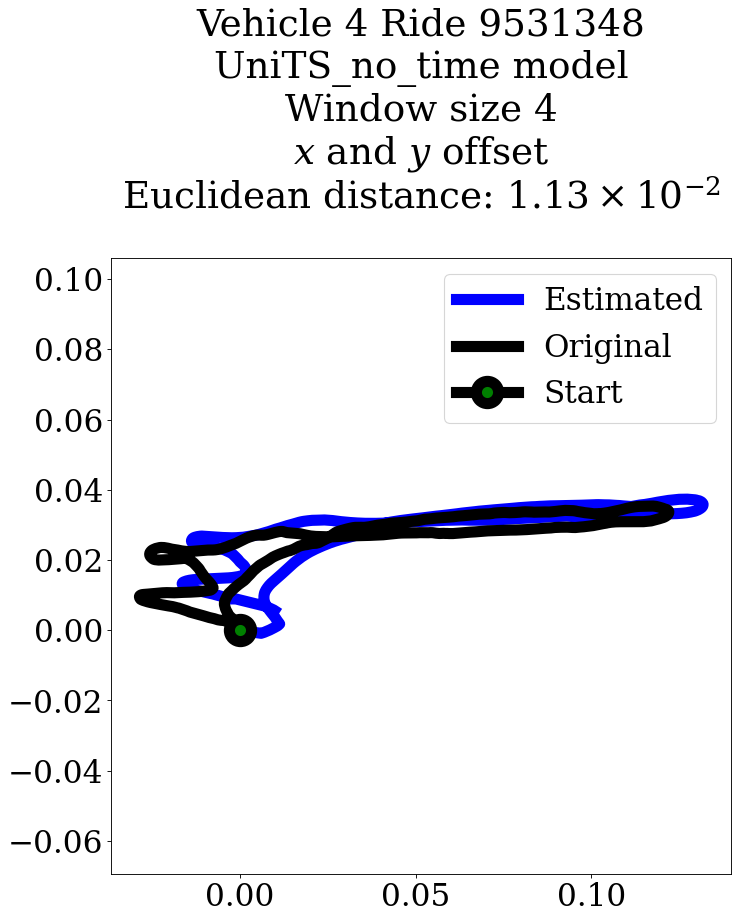 Vehicle 4 Ride 9531348
UniTS_no_time model
Window size 4
x and y offset
Euclidean distance: 1.13 × 10⁻²
Estimated
Original
Start
0.10
0.08
0.06
0.04
0.02
0.00
−0.02
−0.04
−0.06
0.00 0.05 0.10